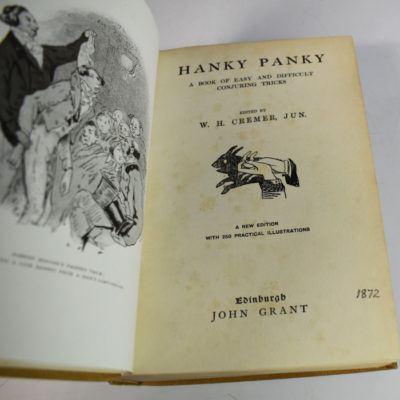 HANKY PANKY
A BOOK OF EASY AND DIFFICULT
CONJURING TRICKS
EDITED BY
W. H. CREMER, JUN.
A NEW EDITION
WITH 250 PRACTICAL ILLUSTRATIONS
Edinburgh
JOHN GRANT
1872